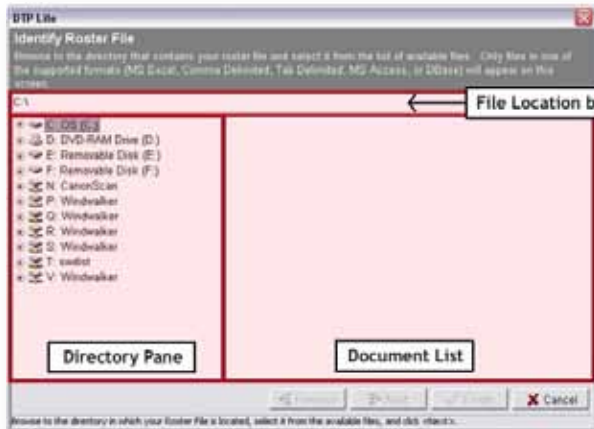 DTP Lite
Identify Roster File
Browse to the directory that contains your roster file and select it from the list of available files. Only files in one of
the supported formats (MS Excel, Comma Delimited, Tab Delimited, MS Access, or DBase) will appear on this
screen.
C:\
File Location b
C: OS (C:)
D: DVD-RAM Drive (D:)
E: Removable Disk (E:)
F: Removable Disk (F:)
N: CanonScan
P: Windwalker
Q: Windwalker
R: Windwalker
S: Windwalker
T: swdist
V: Windwalker
Directory Pane
Document List
Previous
Next
Finish
Cancel
Browse to the directory in which your Roster File is located, select it from the available files, and click <Next>.